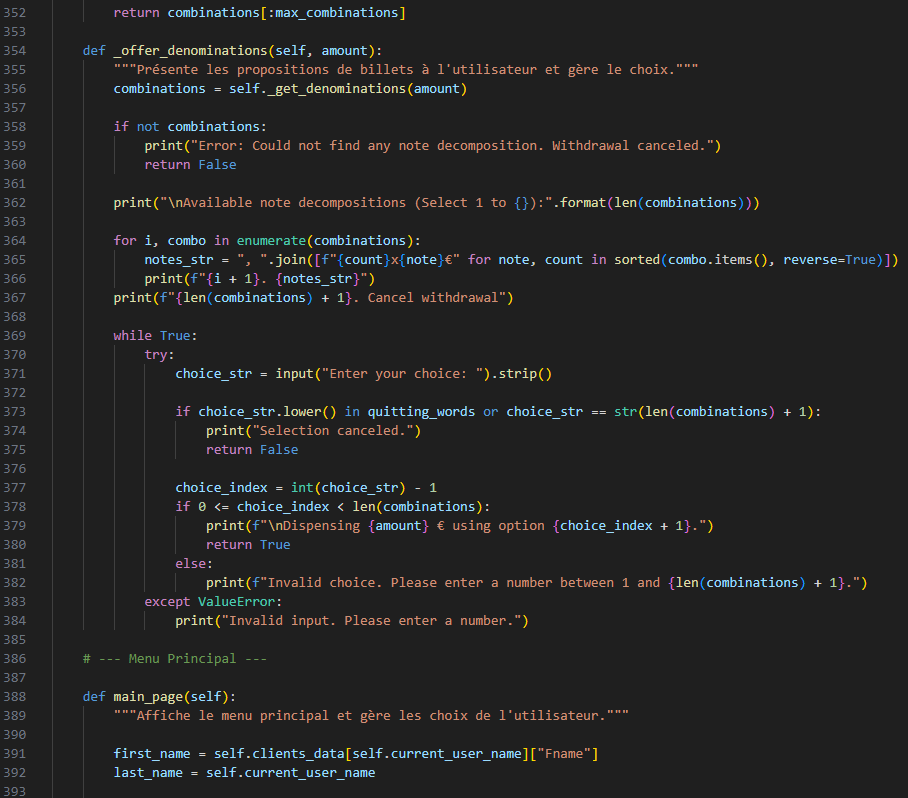 352 return combinations[:max_combinations]
353
354 def _offer_denominations(self, amount):
355 """Présente les propositions de billets à l'utilisateur et gère le choix."""
356 combinations = self._get_denominations(amount)
357
358 if not combinations:
359 print("Error: Could not find any note decomposition. Withdrawal canceled.")
360 return False
361
362 print("\nAvailable note decompositions (Select 1 to {}):".format(len(combinations)))
363
364 for i, combo in enumerate(combinations):
365 notes_str = ", ".join([f"{count}x{note}€" for note, count in sorted(combo.items(), reverse=True)])
366 print(f"{i + 1}. {notes_str}")
367 print(f"{len(combinations) + 1}. Cancel withdrawal")
368
369 while True:
370 try:
371 choice_str = input("Enter your choice: ").strip()
372
373 if choice_str.lower() in quitting_words or choice_str == str(len(combinations) + 1):
374 print("Selection canceled.")
375 return False
376
377 choice_index = int(choice_str) - 1
378 if 0 <= choice_index < len(combinations):
379 print(f"\nDispensing {amount} € using option {choice_index + 1}.")
380 return True
381 else:
382 print(f"Invalid choice. Please enter a number between 1 and {len(combinations) + 1}.")
383 except ValueError:
384 print("Invalid input. Please enter a number.")
385
386 # --- Menu Principal ---
387
388 def main_page(self):
389 """Affiche le menu principal et gère les choix de l'utilisateur."""
390
391 first_name = self.clients_data[self.current_user_name]["Fname"]
392 last_name = self.current_user_name
393